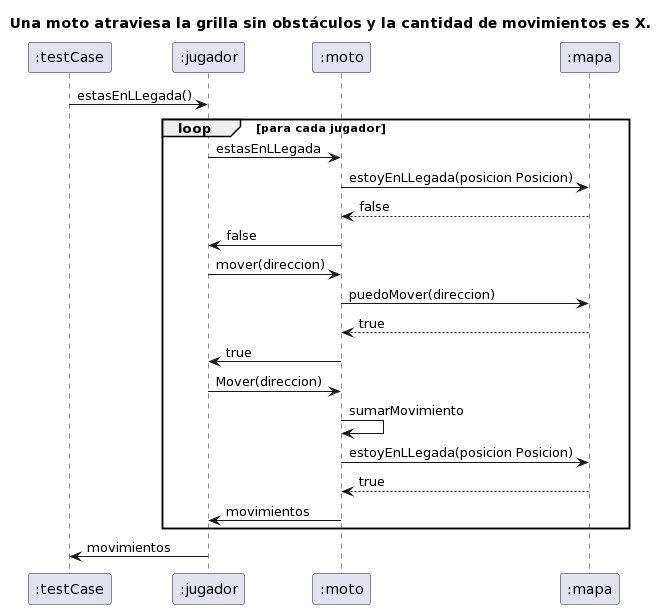 Una moto atraviesa la grilla sin obstáculos y la cantidad de movimientos es X.
:testCase :jugador :moto :mapa
estasEnLLegada()
loop [para cada jugador]
estasEnLLegada
estoyEnLLegada(posicion Posicion)
false
false
mover(direccion)
puedoMover(direccion)
true
true
Mover(direccion)
sumarMovimiento
estoyEnLLegada(posicion Posicion)
true
movimientos
movimientos
:testCase :jugador :moto :mapa